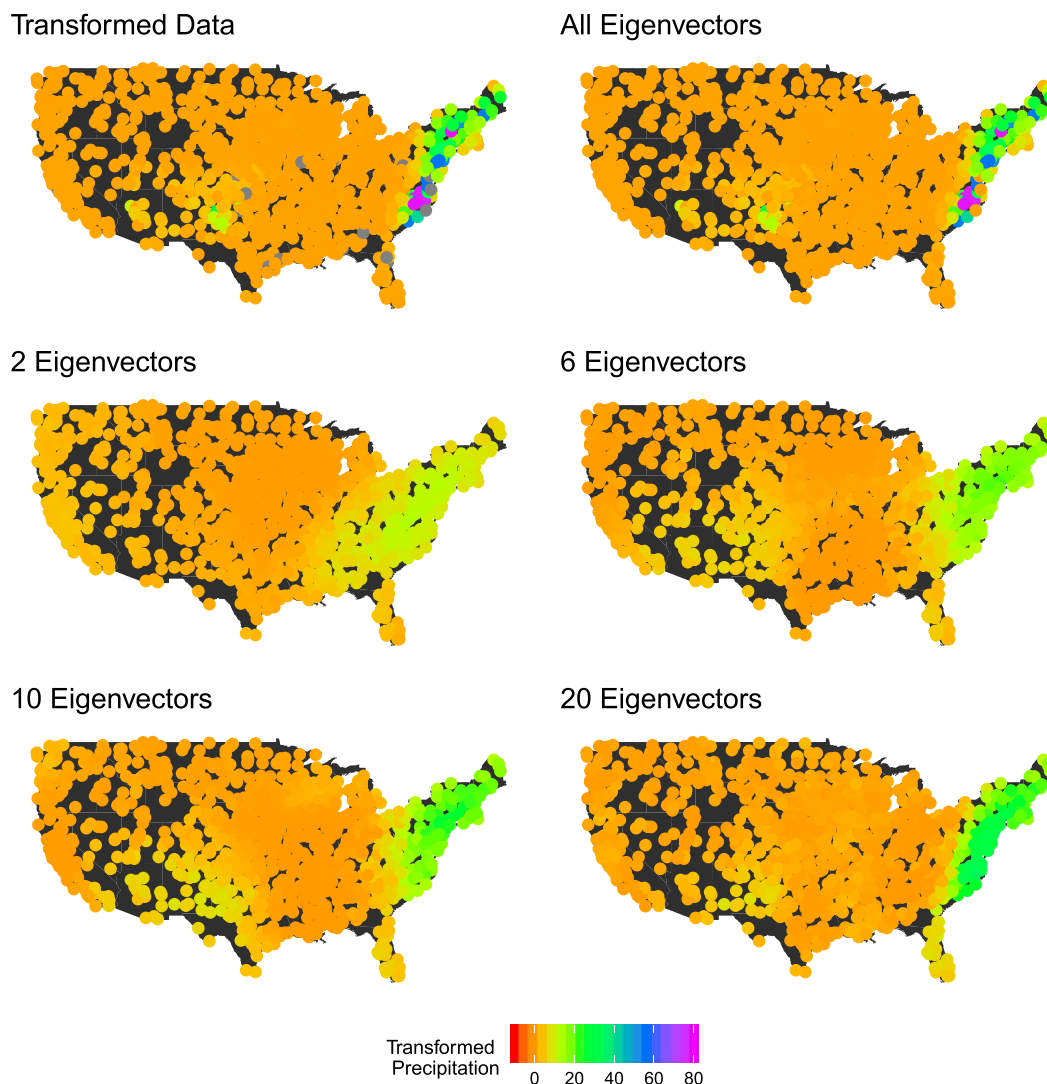 Transformed Data
All Eigenvectors
2 Eigenvectors
6 Eigenvectors
10 Eigenvectors
20 Eigenvectors
Transformed
Precipitation
0 20 40 60 80